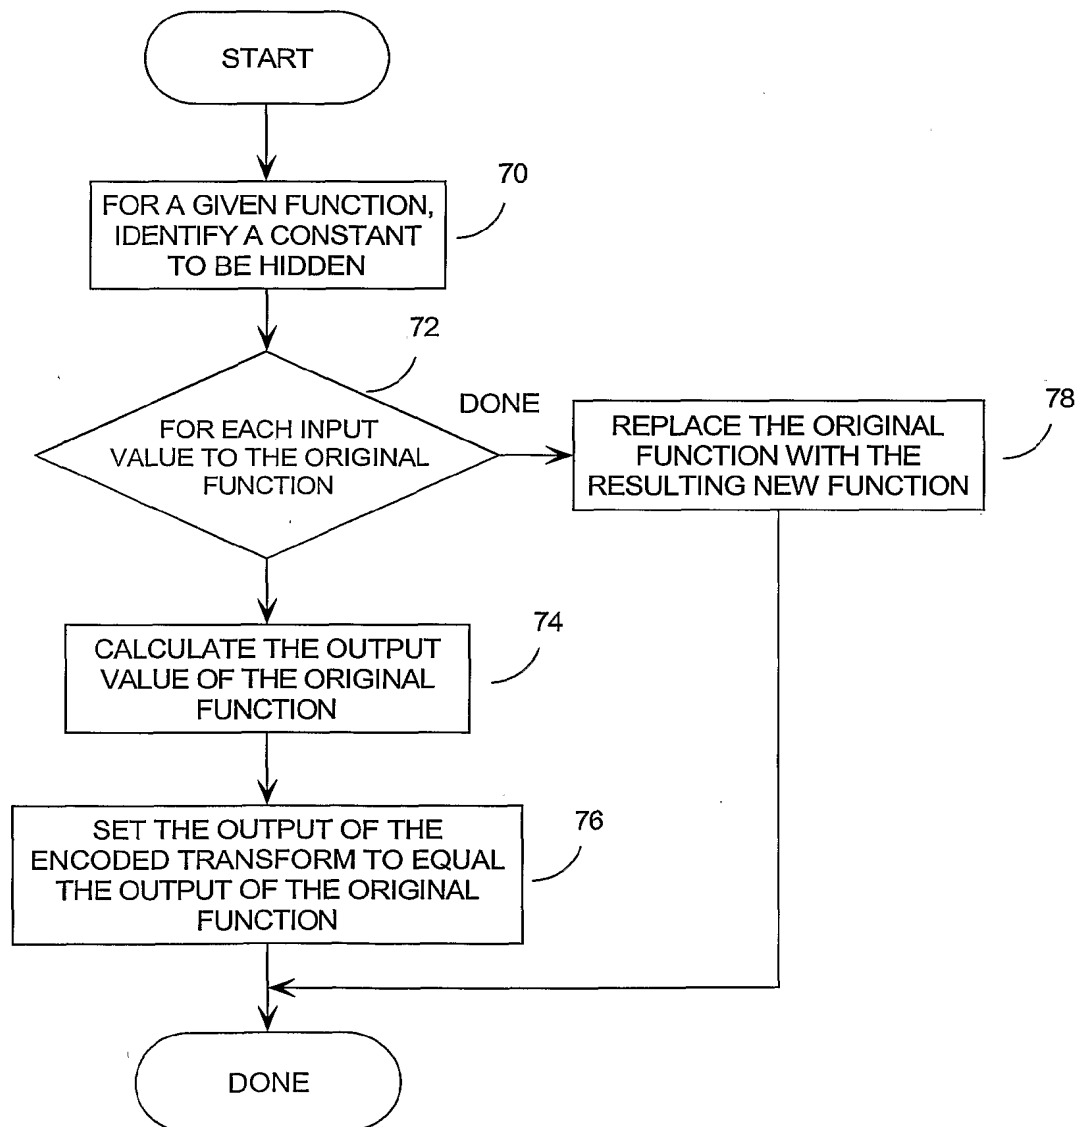 START
70
FOR A GIVEN FUNCTION,
IDENTIFY A CONSTANT
TO BE HIDDEN
72
FOR EACH INPUT
VALUE TO THE ORIGINAL
FUNCTION
DONE
78
REPLACE THE ORIGINAL
FUNCTION WITH THE
RESULTING NEW FUNCTION
74
CALCULATE THE OUTPUT
VALUE OF THE ORIGINAL
FUNCTION
76
SET THE OUTPUT OF THE
ENCODED TRANSFORM TO EQUAL
THE OUTPUT OF THE ORIGINAL
FUNCTION
DONE